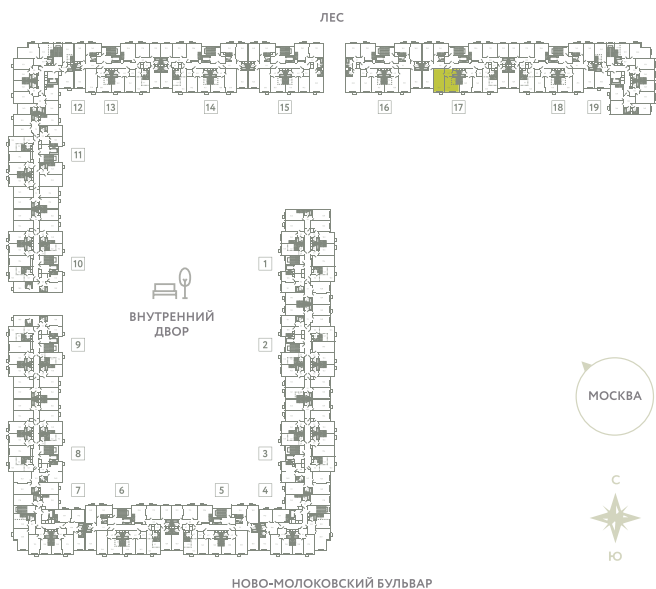 ЛЕС
12 13 14 15 16 17 18 19
11
10 1
ВНУТРЕННИЙ
ДВОР
9 2
МОСКВА
8 3
7 6 5 4
С
Ю
НОВО-МОЛОКОВСКИЙ БУЛЬВАР